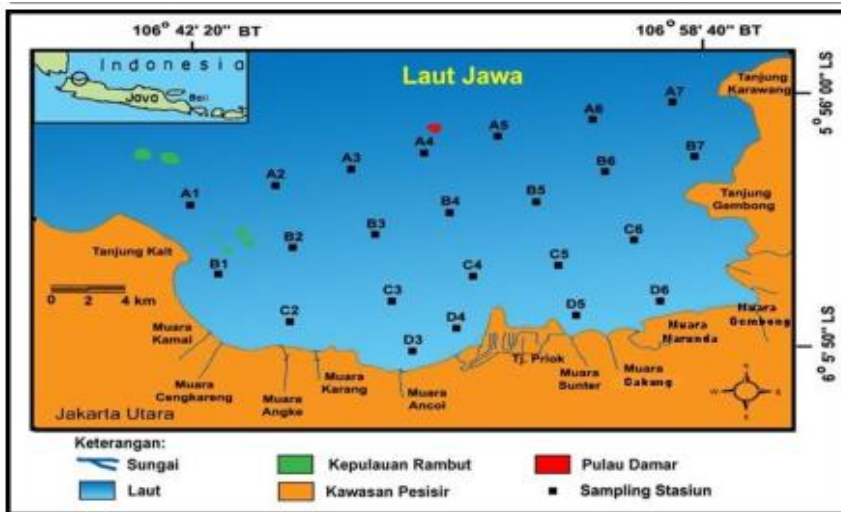 106° 42' 20" BT
106° 58' 40" BT
Indonesia
Java
Bali
Laut Jawa
Tanjung Karawang
5° 56' 00" LS
A7
A6
A5
A4
A3
A2
A1
B7
B6
B5
B4
B3
B2
B1
Tanjung Gembong
Tanjung Kait
C6
C5
C4
C3
C2
D6
D5
D4
D3
0 2 4 km
Muara Kamal
Muara Cengkareng
Muara Angke
Muara Karang
Muara Ancol
Tj. Priok
Muara Sunter
Muara Cakung
Muara Marunda
Muara Gembong
6° 5' 50" LS
Jakarta Utara
W
Keterangan:
Sungai
Laut
Kepulauan Rambut
Kawasan Pesisir
Pulau Damar
Sampling Stasiun